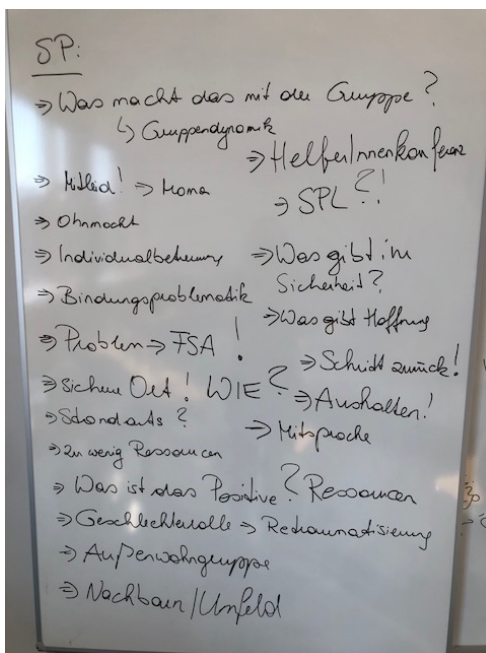 SP:
⇒ Was macht das mit der Gruppe?
↳ Gruppendynamik
⇒ HelferInnenkonferenz
⇒ Mitleid! ⇒ Moma
⇒ SPL?!
⇒ Ohnmacht
⇒ Individualbetreuung
⇒ Was gibt im
Sicherheit?
⇒ Bindungsproblematik
⇒ Was gibt Hoffnung
⇒ Problem ⇒ FSA!
⇒ Schritt zurück!
⇒ sicherer Ort! WIE?
⇒ Aushalten!
⇒ Standards?
⇒ Mitsprache
⇒ zu wenig Ressourcen
⇒ Was ist das Positive? Ressourcen
⇒ Geschlechterrolle ⇒ Retraumatisierung
⇒ Außenwohngruppe
⇒ Nachbarn/Umfeld